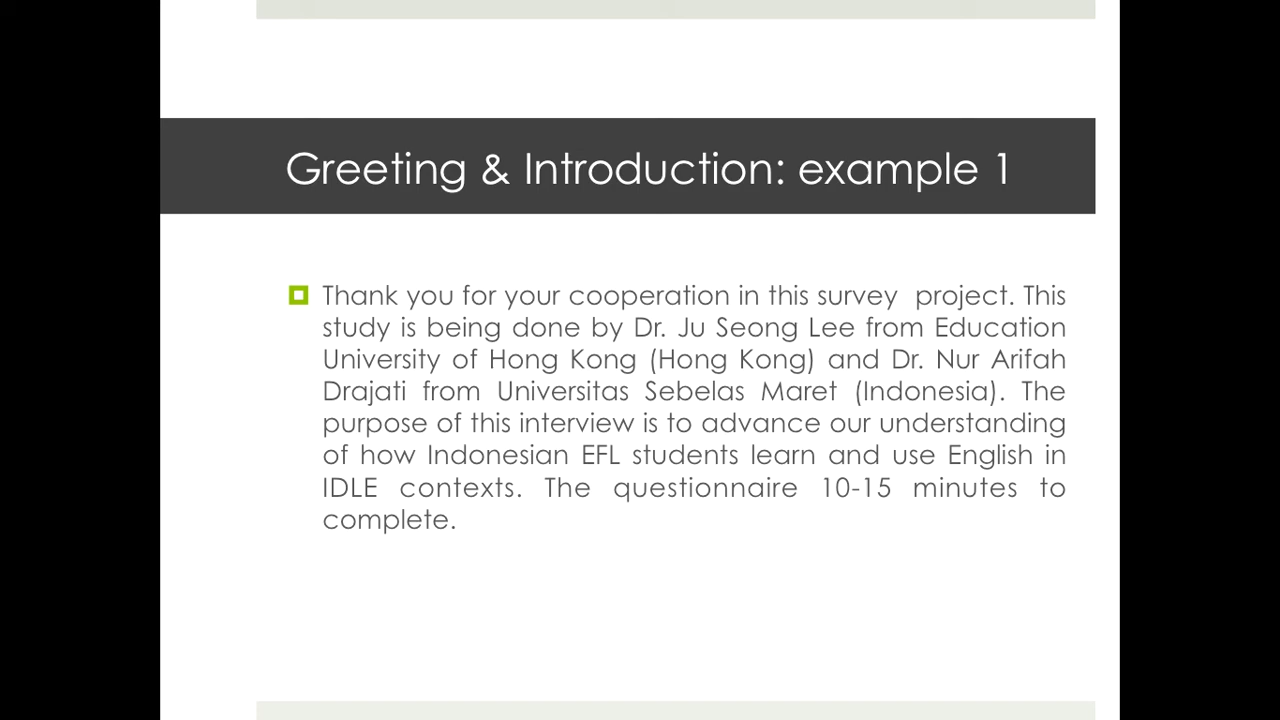 Greeting & Introduction: example 1
Thank you for your cooperation in this survey  project. This
study is being done by Dr. Ju Seong Lee from Education
University of Hong Kong (Hong Kong) and Dr. Nur Arifah
Drajati from Universitas Sebelas Maret (Indonesia). The
purpose of this interview is to advance our understanding
of how Indonesian EFL students learn and use English in
IDLE contexts. The questionnaire 10-15 minutes to
complete.